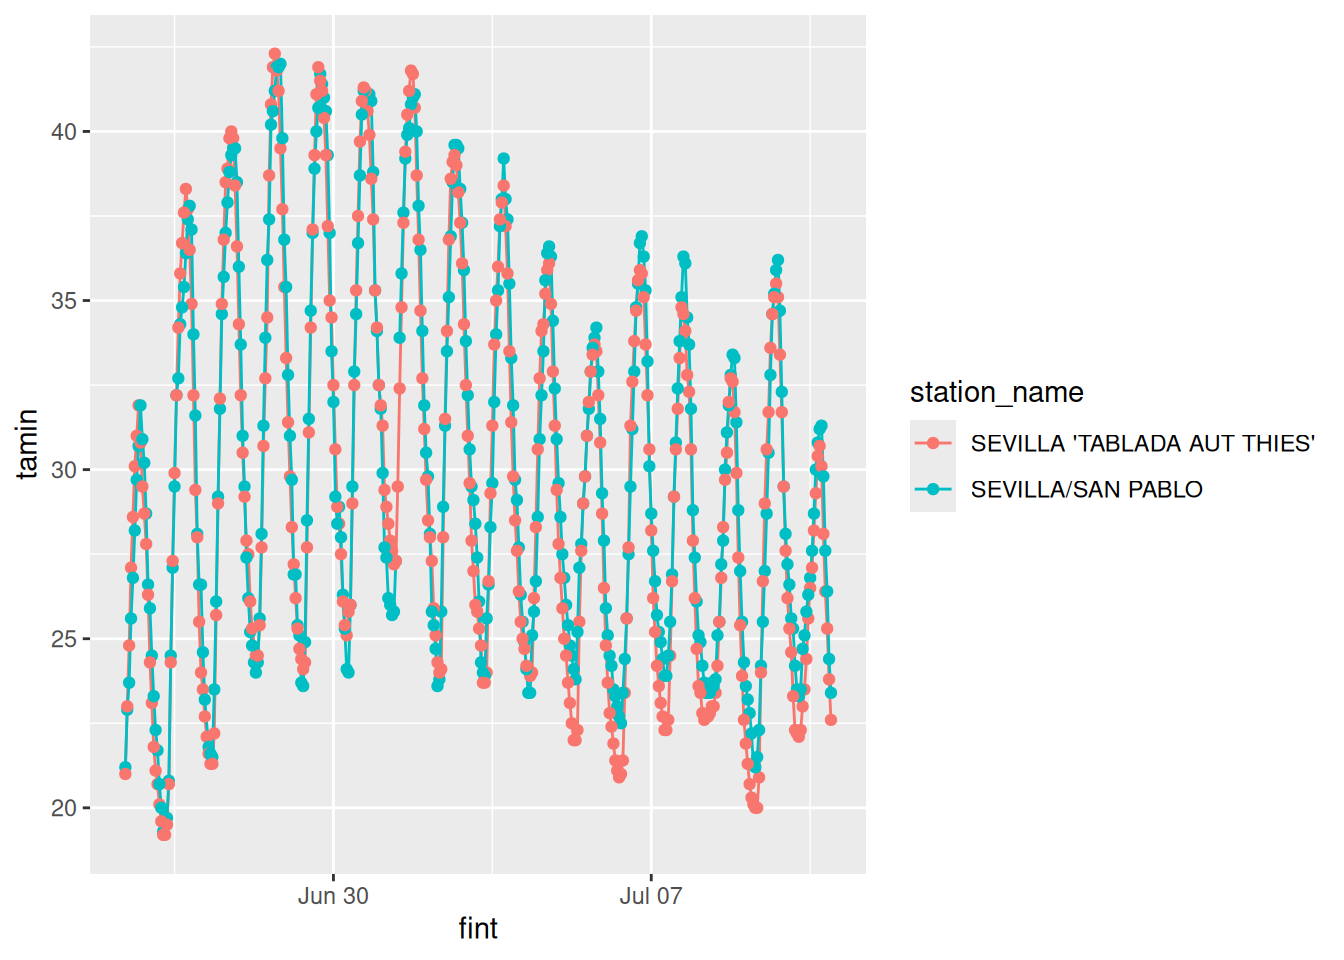 40
35
30
25
20
tamin
Jun 30
Jul 07
fint
station_name
SEVILLA 'TABLADA AUT THIES'
SEVILLA/SAN PABLO